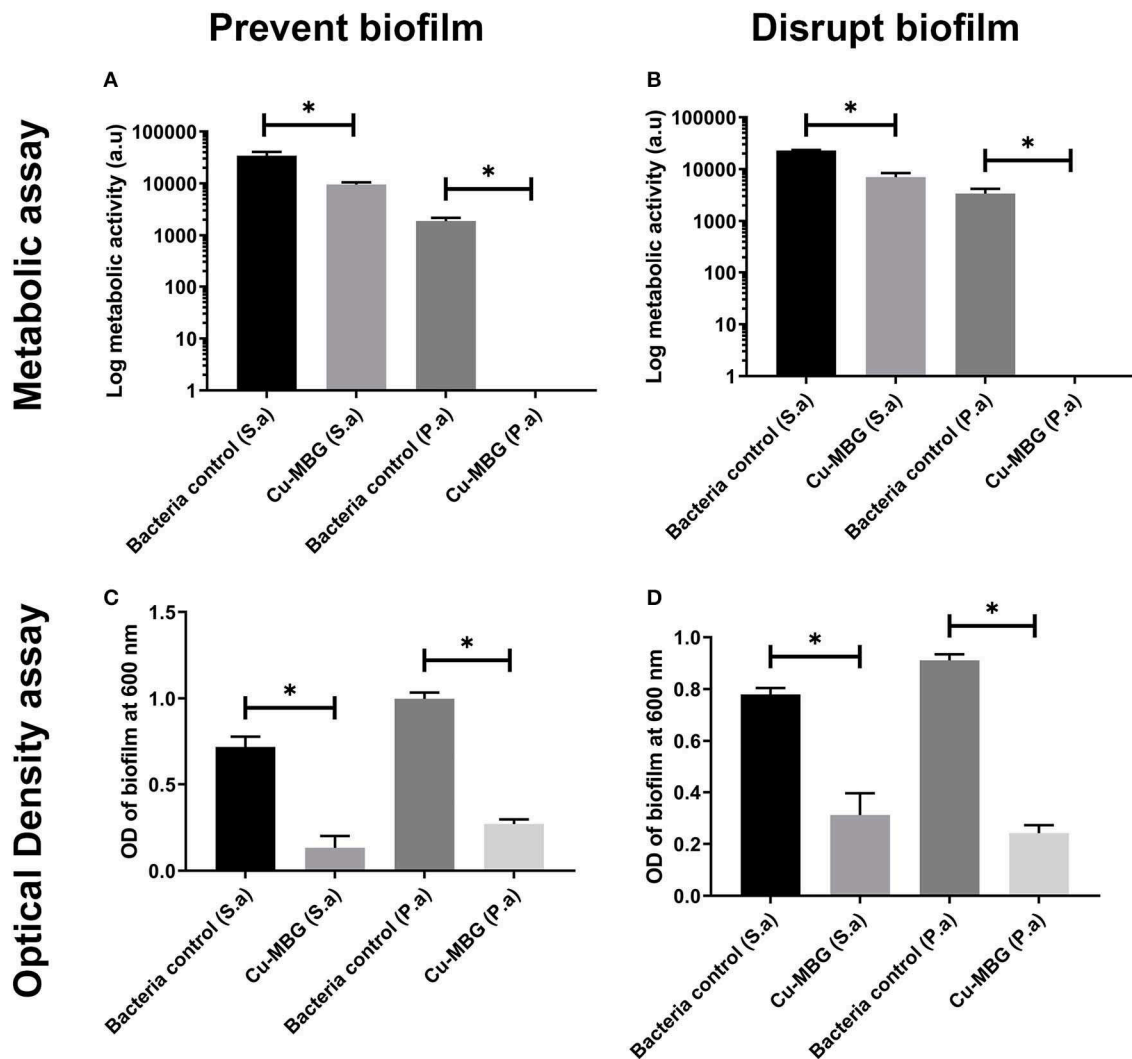 Prevent biofilm
Disrupt biofilm
Metabolic assay
A
Log metabolic activity (a.u)
100000
10000
1000
100
10
1
*
*
Bacteria control (S.a)
Cu-MBG (S.a)
Bacteria control (P.a)
Cu-MBG (P.a)
B
Log metabolic activity (a.u)
100000
10000
1000
100
10
1
*
*
Bacteria control (S.a)
Cu-MBG (S.a)
Bacteria control (P.a)
Cu-MBG (P.a)
Optical Density assay
C
OD of biofilm at 600 nm
1.5
1.0
0.5
0.0
*
*
Bacteria control (S.a)
Cu-MBG (S.a)
Bacteria control (P.a)
Cu-MBG (P.a)
D
OD of biofilm at 600 nm
1.0
0.8
0.6
0.4
0.2
0.0
*
*
Bacteria control (S.a)
Cu-MBG (S.a)
Bacteria control (P.a)
Cu-MBG (P.a)